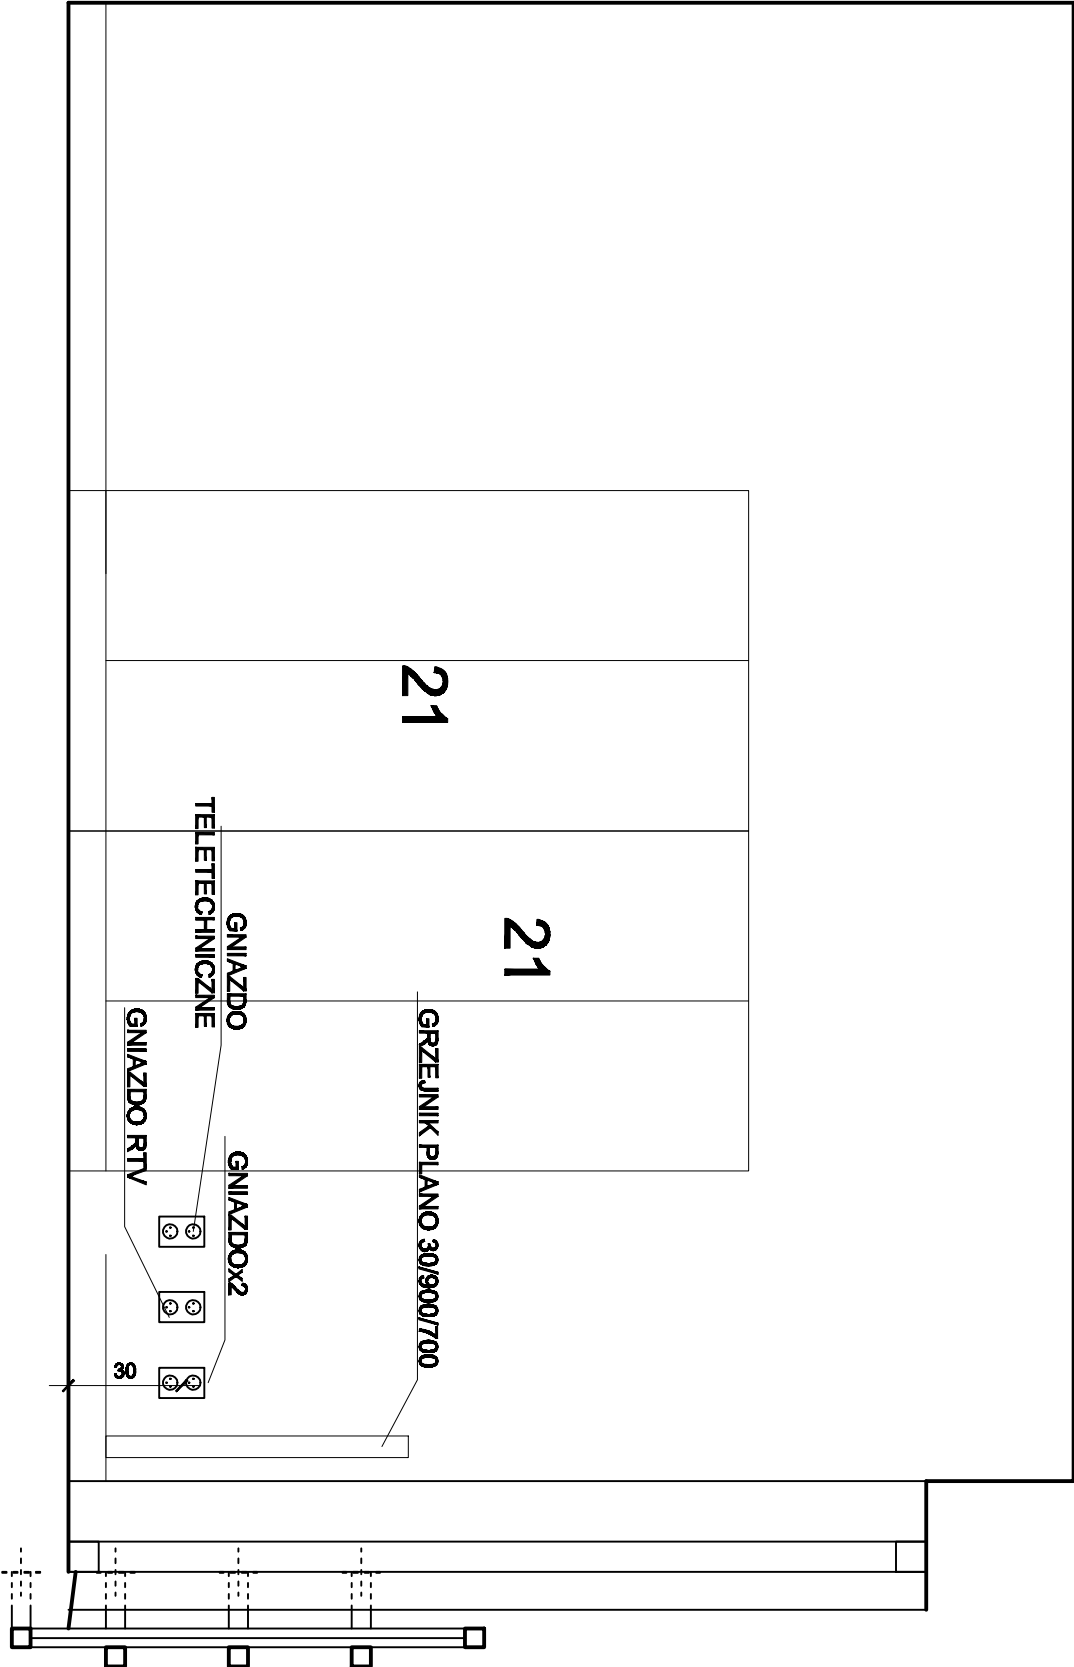 21
21
GRZEJNIK PLANO 30/900/700
GNIAZDO
TELETECHNICZNE
GNIAZDOx2
GNIAZDO RTV
30